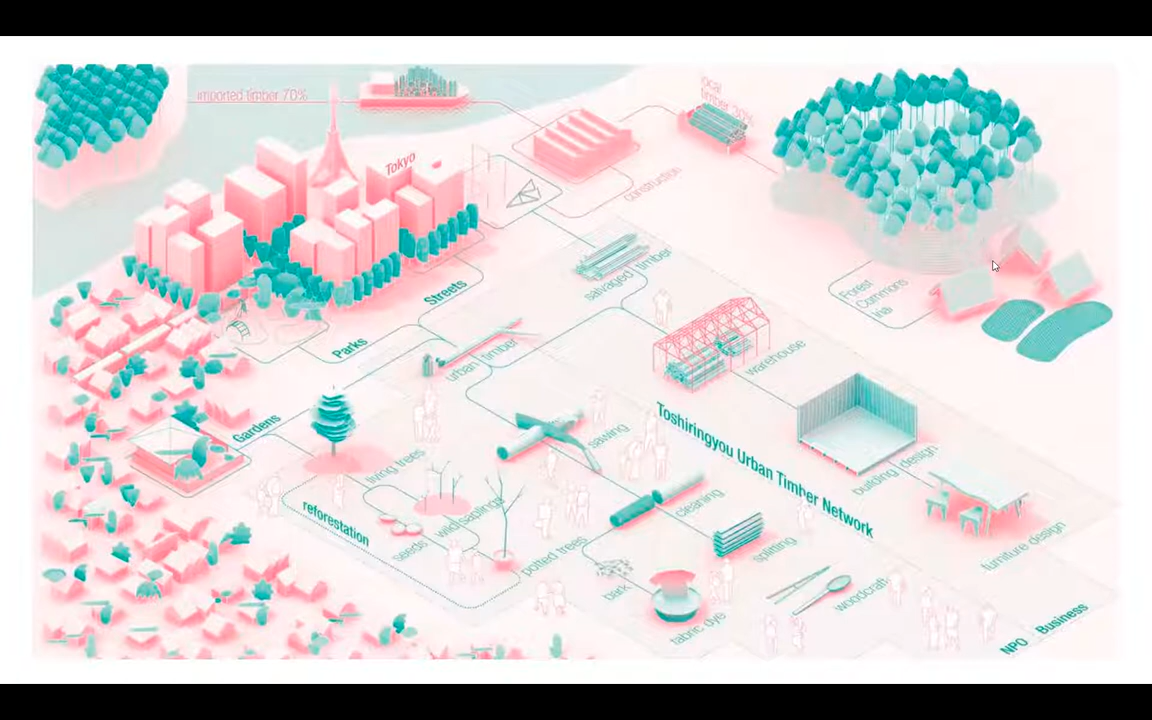 imported timber 70%
local
timber 30%
Tokyo
construction
salvaged timber
Forest
Commons
Iriai
Streets
Parks
urban timber
warehouse
Gardens
sawing
Toshiringyou Urban Timber Network
building design
living trees
wild sapling
cleaning
reforestation
seeds
potted trees
splitting
furniture design
bark
fabric dye
woodcraft
NPO Business